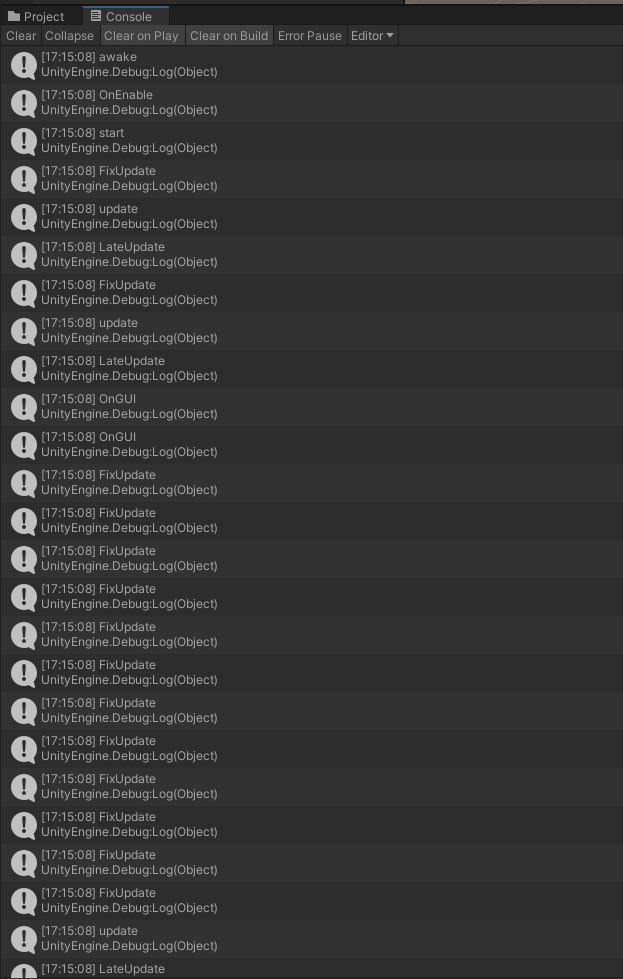 Project Console
Clear Collapse Clear on Play Clear on Build Error Pause Editor
[17:15:08] awake
UnityEngine.Debug:Log(Object)
[17:15:08] OnEnable
UnityEngine.Debug:Log(Object)
[17:15:08] start
UnityEngine.Debug:Log(Object)
[17:15:08] FixUpdate
UnityEngine.Debug:Log(Object)
[17:15:08] update
UnityEngine.Debug:Log(Object)
[17:15:08] LateUpdate
UnityEngine.Debug:Log(Object)
[17:15:08] FixUpdate
UnityEngine.Debug:Log(Object)
[17:15:08] update
UnityEngine.Debug:Log(Object)
[17:15:08] LateUpdate
UnityEngine.Debug:Log(Object)
[17:15:08] OnGUI
UnityEngine.Debug:Log(Object)
[17:15:08] OnGUI
UnityEngine.Debug:Log(Object)
[17:15:08] FixUpdate
UnityEngine.Debug:Log(Object)
[17:15:08] FixUpdate
UnityEngine.Debug:Log(Object)
[17:15:08] FixUpdate
UnityEngine.Debug:Log(Object)
[17:15:08] FixUpdate
UnityEngine.Debug:Log(Object)
[17:15:08] FixUpdate
UnityEngine.Debug:Log(Object)
[17:15:08] FixUpdate
UnityEngine.Debug:Log(Object)
[17:15:08] FixUpdate
UnityEngine.Debug:Log(Object)
[17:15:08] FixUpdate
UnityEngine.Debug:Log(Object)
[17:15:08] FixUpdate
UnityEngine.Debug:Log(Object)
[17:15:08] FixUpdate
UnityEngine.Debug:Log(Object)
[17:15:08] FixUpdate
UnityEngine.Debug:Log(Object)
[17:15:08] FixUpdate
UnityEngine.Debug:Log(Object)
[17:15:08] update
UnityEngine.Debug:Log(Object)
[17:15:08] LateUpdate